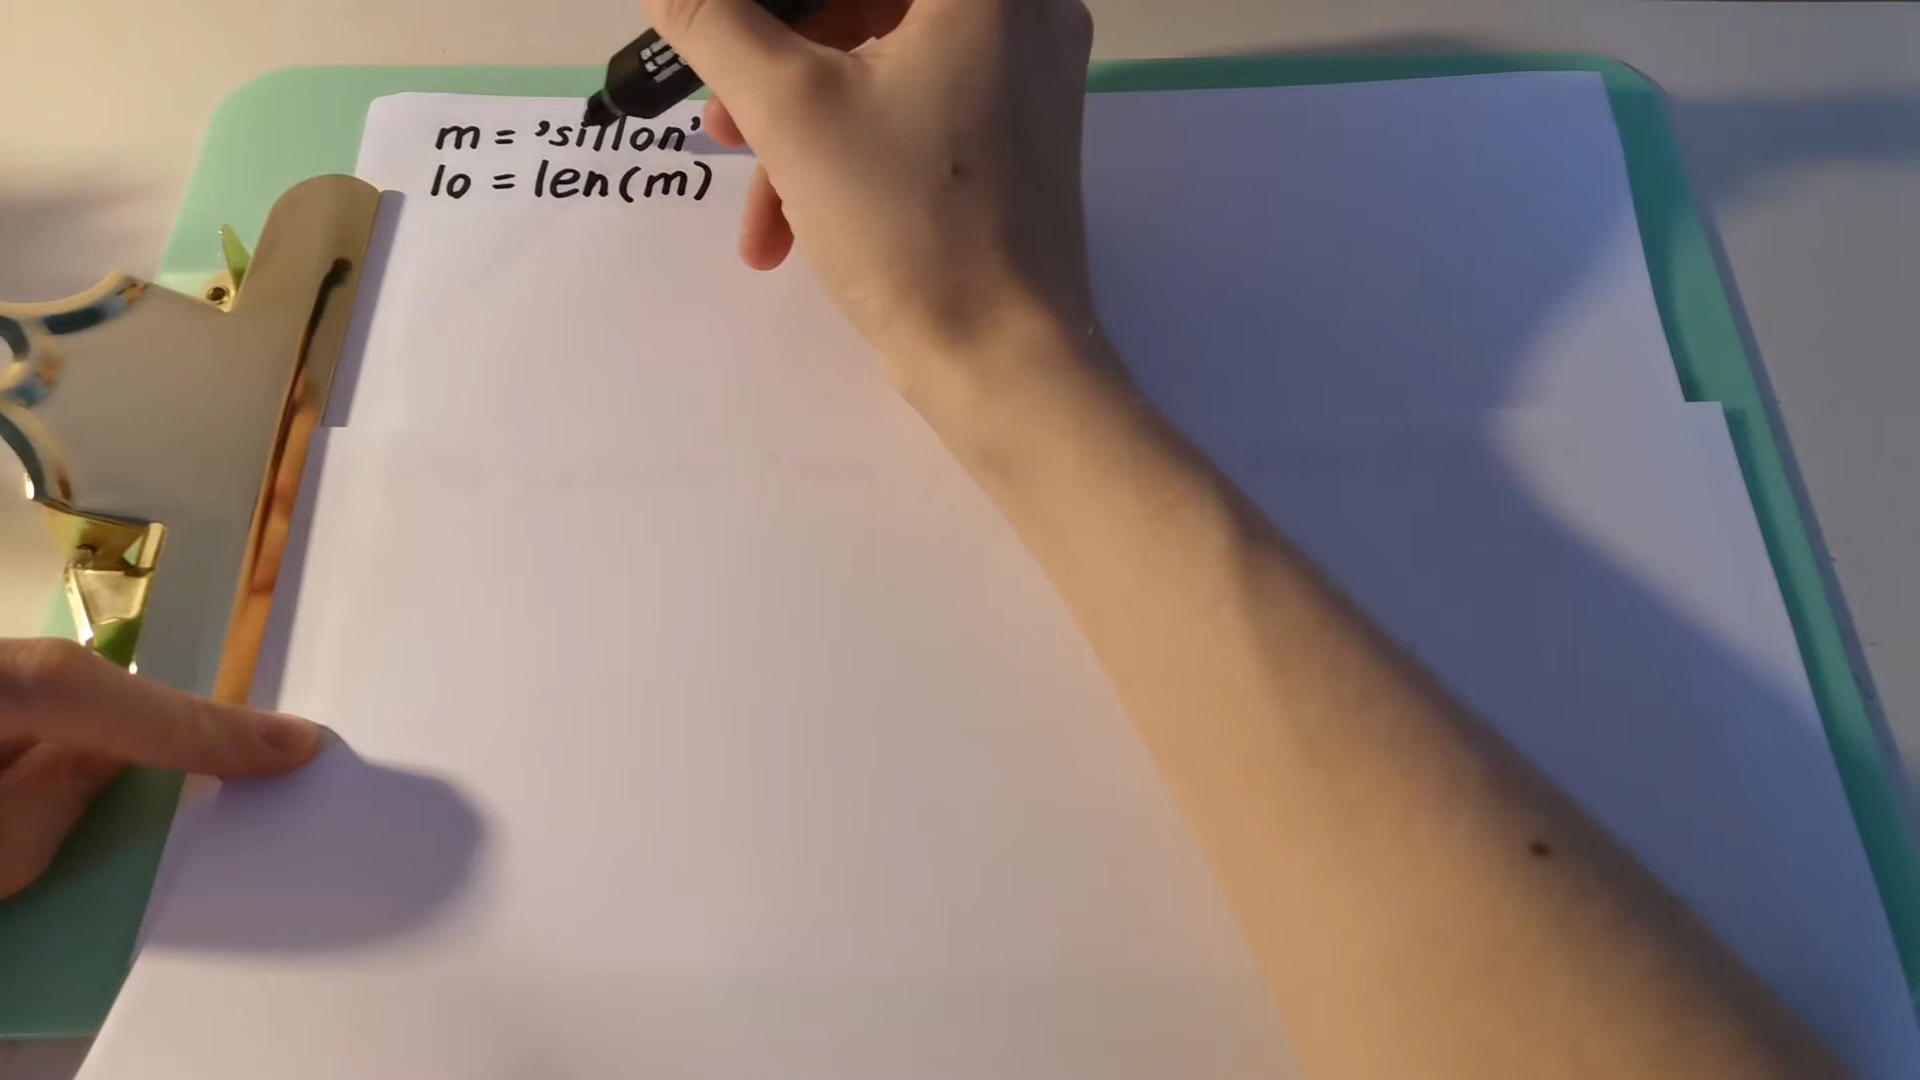 m = 'sillon'
lo = len(m)